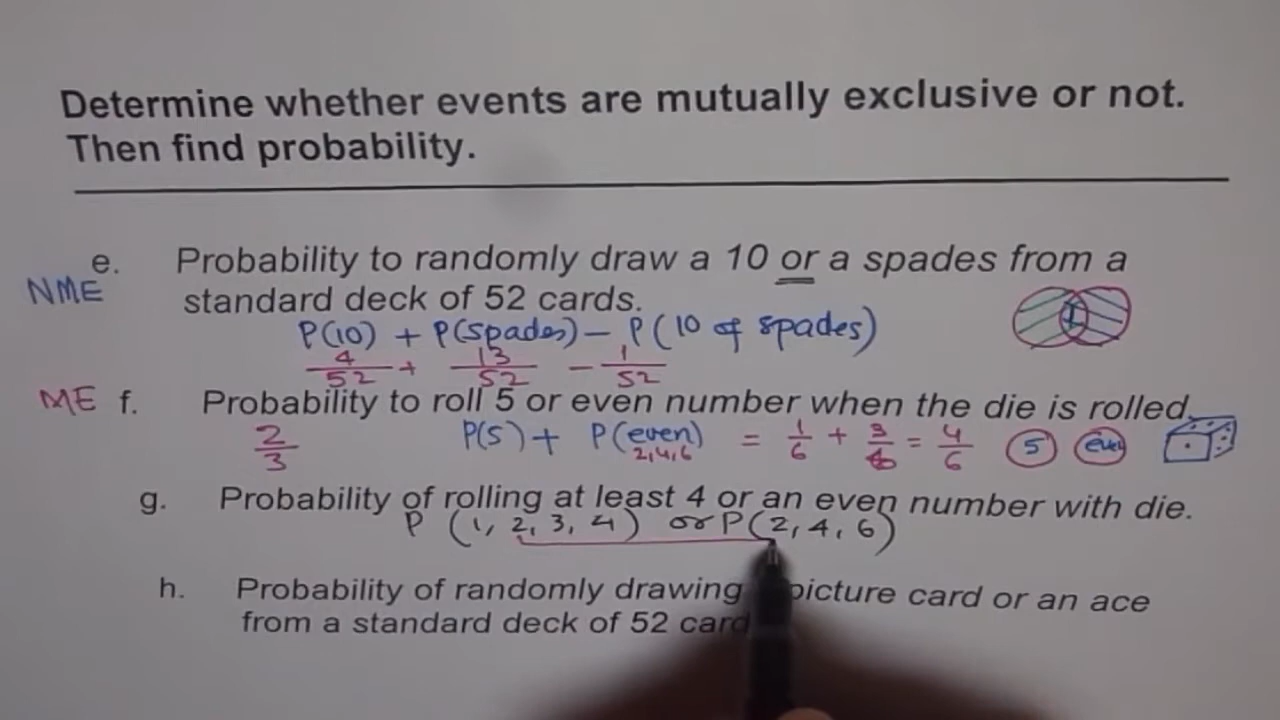 Determine whether events are mutually exclusive or not.
Then find probability.
e. Probability to randomly draw a 10 or a spades from a
NME
standard deck of 52 cards.
P(10) + P(spades) - P(10 of spades)
4/52 + 13/52 - 1/52
ME f. Probability to roll 5 or even number when the die is rolled.
2/3 P(5) + P(even) = 1/6 + 3/6 = 4/6 5 even
2,4,6
g. Probability of rolling at least 4 or an even number with die.
P (1, 2, 3, 4) or P(2, 4, 6)
h. Probability of randomly drawing picture card or an ace
from a standard deck of 52 card